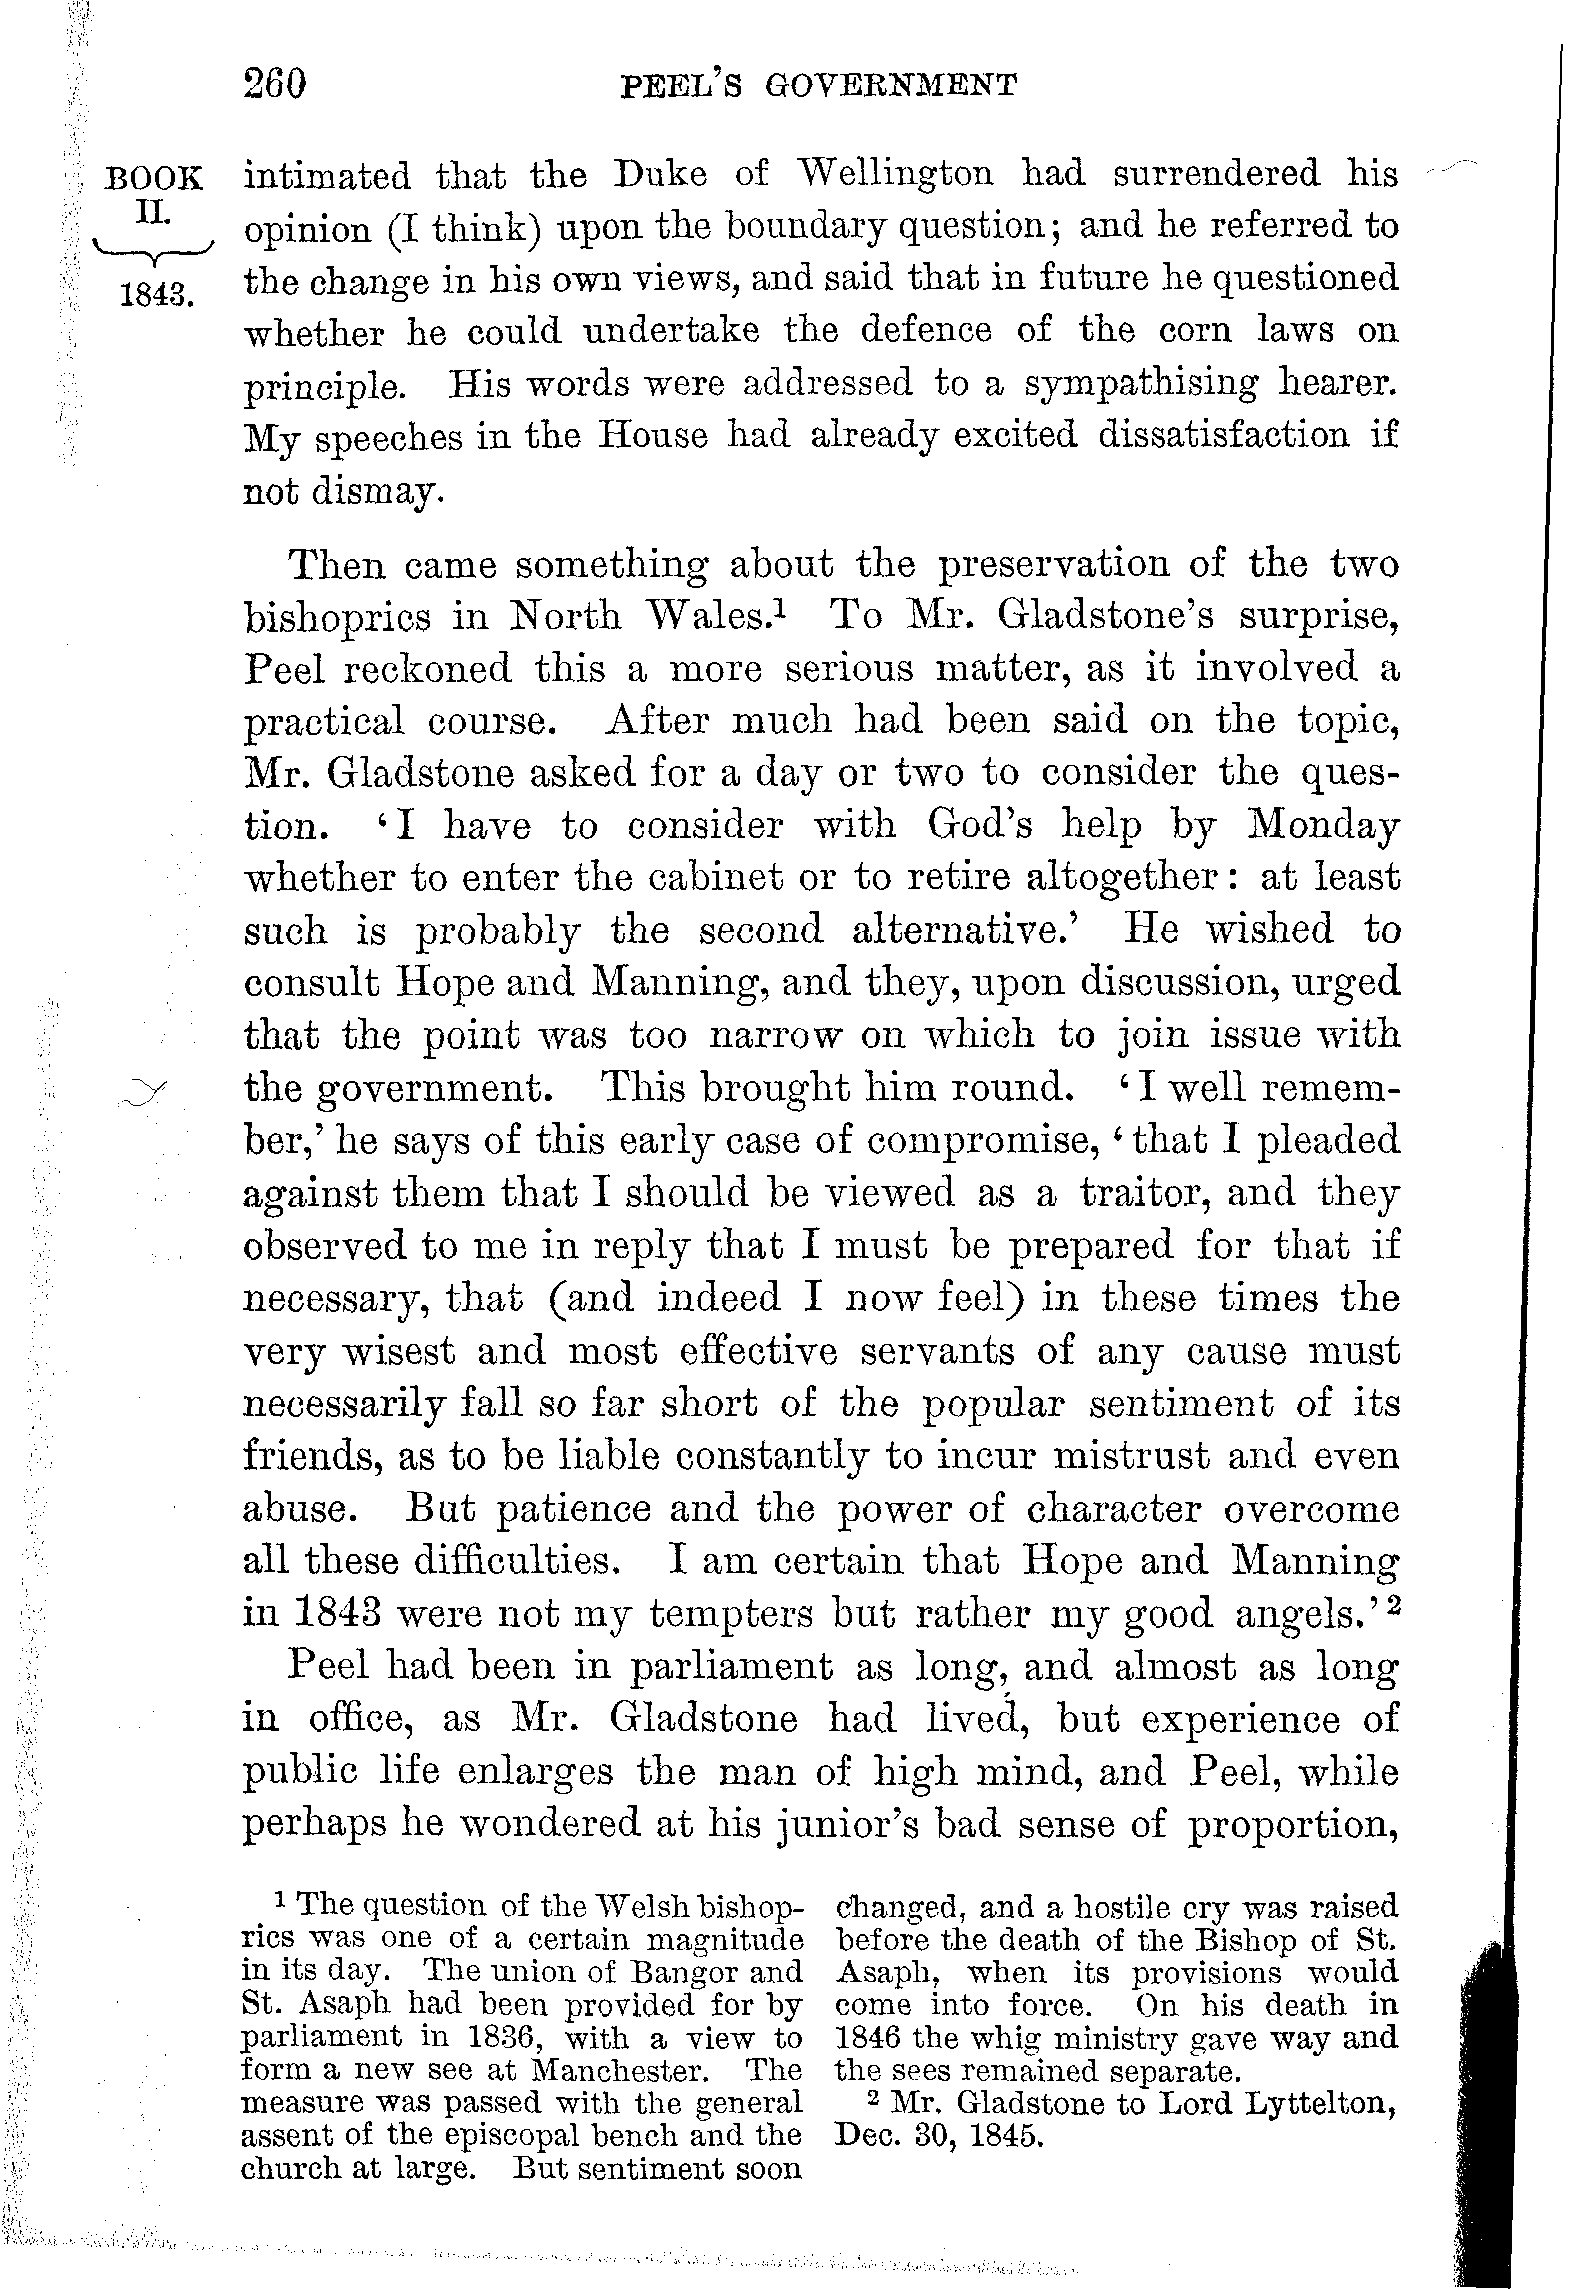 260 PEEL'S GOVERNMENT
BOOK
II.
1843.
intimated that the Duke of Wellington had surrendered his
opinion (I think) upon the boundary question; and he referred to
the change in his own views, and said that in future he questioned
whether he could undertake the defence of the corn laws on
principle. His words were addressed to a sympathising hearer.
My speeches in the House had already excited dissatisfaction if
not dismay.
Then came something about the preservation of the two
bishoprics in North Wales.¹ To Mr. Gladstone's surprise,
Peel reckoned this a more serious matter, as it involved a
practical course. After much had been said on the topic,
Mr. Gladstone asked for a day or two to consider the ques-
tion. 'I have to consider with God's help by Monday
whether to enter the cabinet or to retire altogether: at least
such is probably the second alternative.' He wished to
consult Hope and Manning, and they, upon discussion, urged
that the point was too narrow on which to join issue with
the government. This brought him round. 'I well remem-
ber,' he says of this early case of compromise, 'that I pleaded
against them that I should be viewed as a traitor, and they
observed to me in reply that I must be prepared for that if
necessary, that (and indeed I now feel) in these times the
very wisest and most effective servants of any cause must
necessarily fall so far short of the popular sentiment of its
friends, as to be liable constantly to incur mistrust and even
abuse. But patience and the power of character overcome
all these difficulties. I am certain that Hope and Manning
in 1843 were not my tempters but rather my good angels.'²
Peel had been in parliament as long, and almost as long
in office, as Mr. Gladstone had lived, but experience of
public life enlarges the man of high mind, and Peel, while
perhaps he wondered at his junior's bad sense of proportion,
¹ The question of the Welsh bishop-
rics was one of a certain magnitude
in its day. The union of Bangor and
St. Asaph had been provided for by
parliament in 1836, with a view to
form a new see at Manchester. The
measure was passed with the general
assent of the episcopal bench and the
church at large. But sentiment soon
changed, and a hostile cry was raised
before the death of the Bishop of St.
Asaph, when its provisions would
come into force. On his death in
1846 the whig ministry gave way and
the sees remained separate.
² Mr. Gladstone to Lord Lyttelton,
Dec. 30, 1845.